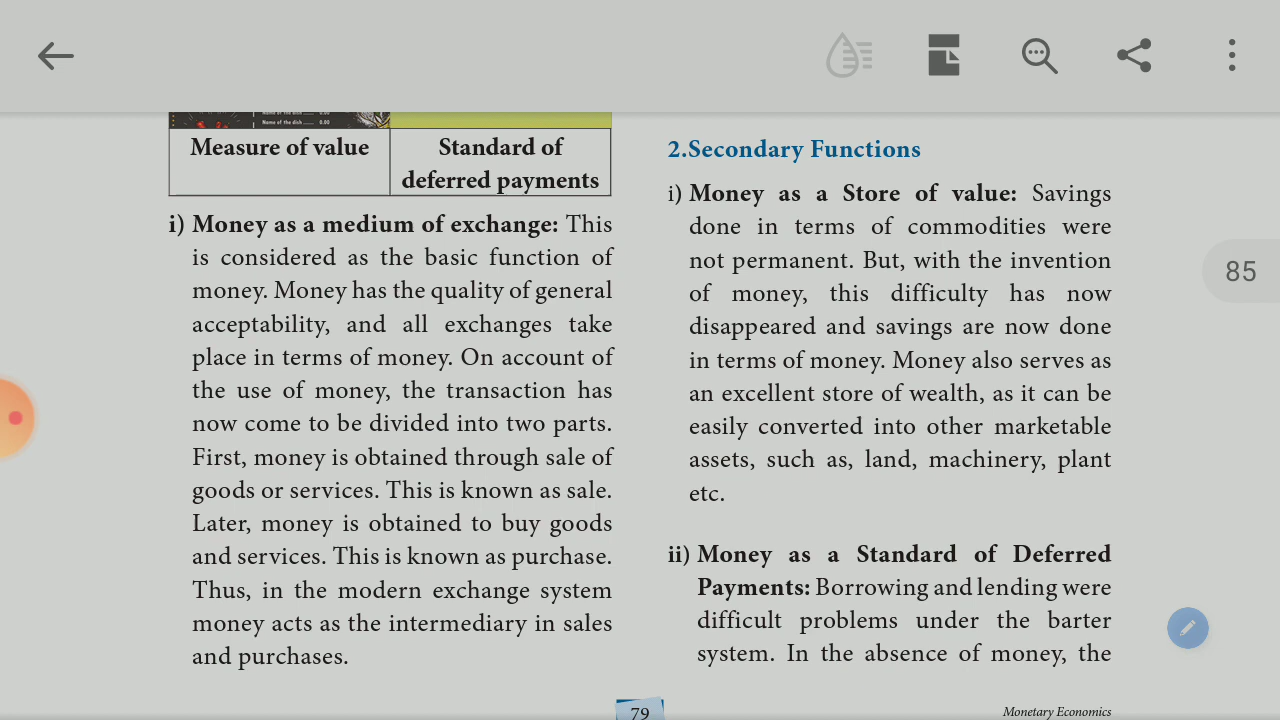 Name of the dish ...... 0.00
Measure of value
Standard of
deferred payments
i) Money as a medium of exchange: This
is considered as the basic function of
money. Money has the quality of general
acceptability, and all exchanges take
place in terms of money. On account of
the use of money, the transaction has
now come to be divided into two parts.
First, money is obtained through sale of
goods or services. This is known as sale.
Later, money is obtained to buy goods
and services. This is known as purchase.
Thus, in the modern exchange system
money acts as the intermediary in sales
and purchases.
2.Secondary Functions
i) Money as a Store of value: Savings
done in terms of commodities were
not permanent. But, with the invention
of money, this difficulty has now
disappeared and savings are now done
in terms of money. Money also serves as
an excellent store of wealth, as it can be
easily converted into other marketable
assets, such as, land, machinery, plant
etc.
ii) Money as a Standard of Deferred
Payments: Borrowing and lending were
difficult problems under the barter
system. In the absence of money, the
85
79
Monetary Economics